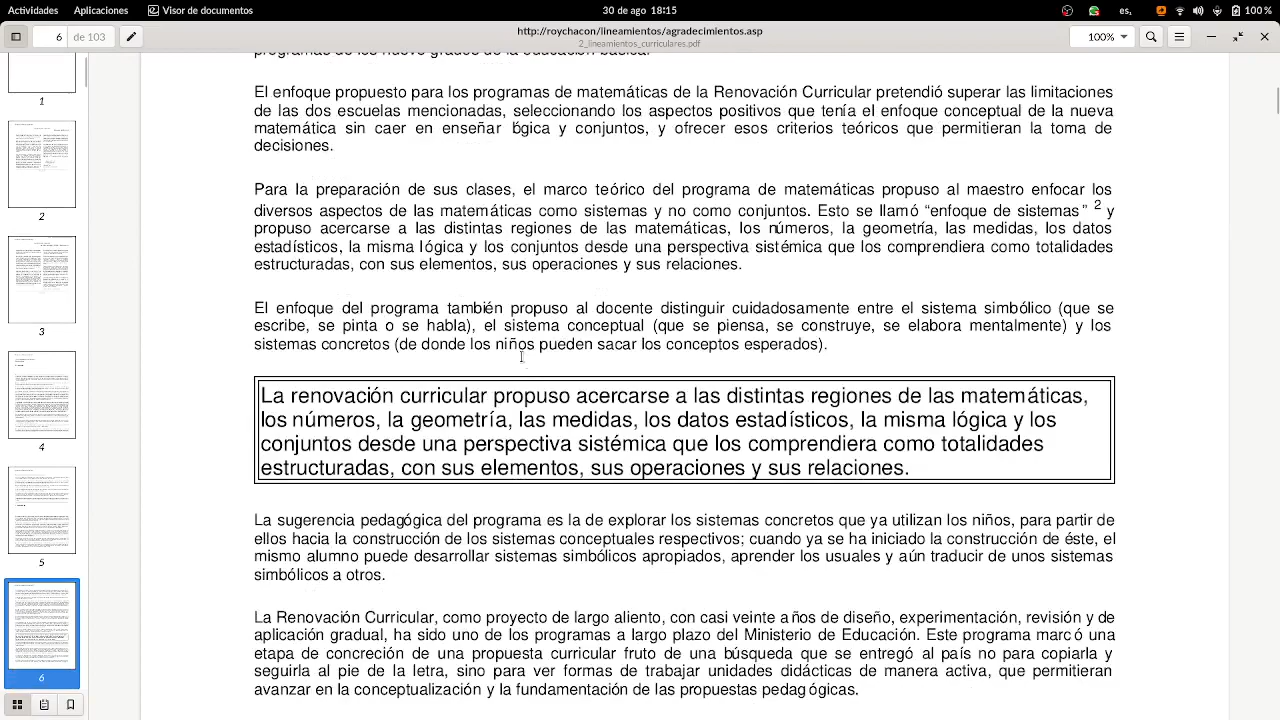 Actividades Aplicaciones Visor de documentos 30 de ago 18:15 es, 100 %
6 de 103 http://roychacon/lineamientos/agradecimientos.asp 100%
2_lineamientos_curriculares.pdf
programas de los nueve grados de la educación básica.
El enfoque propuesto para los programas de matemáticas de la Renovación Curricular pretendió superar las limitaciones
de las dos escuelas mencionadas, seleccionando los aspectos positivos que tenía el enfoque conceptual de la nueva
matemática sin caer en enseñar lógica y conjuntos, y ofrecer esos criterios teóricos que permitieran la toma de
decisiones.
Para la preparación de sus clases, el marco teórico del programa de matemáticas propuso al maestro enfocar los
diversos aspectos de las matemáticas como sistemas y no como conjuntos. Esto se llamó “enfoque de sistemas” 2 y
propuso acercarse a las distintas regiones de las matemáticas, los números, la geometría, las medidas, los datos
estadísticos, la misma lógica y los conjuntos desde una perspectiva sistémica que los comprendiera como totalidades
estructuradas, con sus elementos, sus operaciones y sus relaciones.
El enfoque del programa también propuso al docente distinguir cuidadosamente entre el sistema simbólico (que se
escribe, se pinta o se habla), el sistema conceptual (que se piensa, se construye, se elabora mentalmente) y los
sistemas concretos (de donde los niños pueden sacar los conceptos esperados).
La renovación curricular propuso acercarse a las distintas regiones de las matemáticas,
los números, la geometría, las medidas, los datos estadísticos, la misma lógica y los
conjuntos desde una perspectiva sistémica que los comprendiera como totalidades
estructuradas, con sus elementos, sus operaciones y sus relaciones.
La sugerencia pedagógica del programa es la de explorar los sistemas concretos que ya utilizan los niños, para partir de
ellos hacia la construcción de los sistemas conceptuales respectivos; cuando ya se ha iniciado la construcción de éste, el
mismo alumno puede desarrollar sistemas simbólicos apropiados, aprender los usuales y aún traducir de unos sistemas
simbólicos a otros.
La Renovación Curricular, como proyecto de largo aliento, con casi quince años de diseño, experimentación, revisión y de
aplicación gradual, ha sido uno de los programas a largo plazo del Ministerio de Educación. Este programa marcó una
etapa de concreción de una propuesta curricular fruto de una búsqueda que se entregó al país no para copiarla y
seguirla al pie de la letra, sino para ver formas de trabajar unidades didácticas de manera activa, que permitieran
avanzar en la conceptualización y la fundamentación de las propuestas pedagógicas.
1
2
3
4
5
6